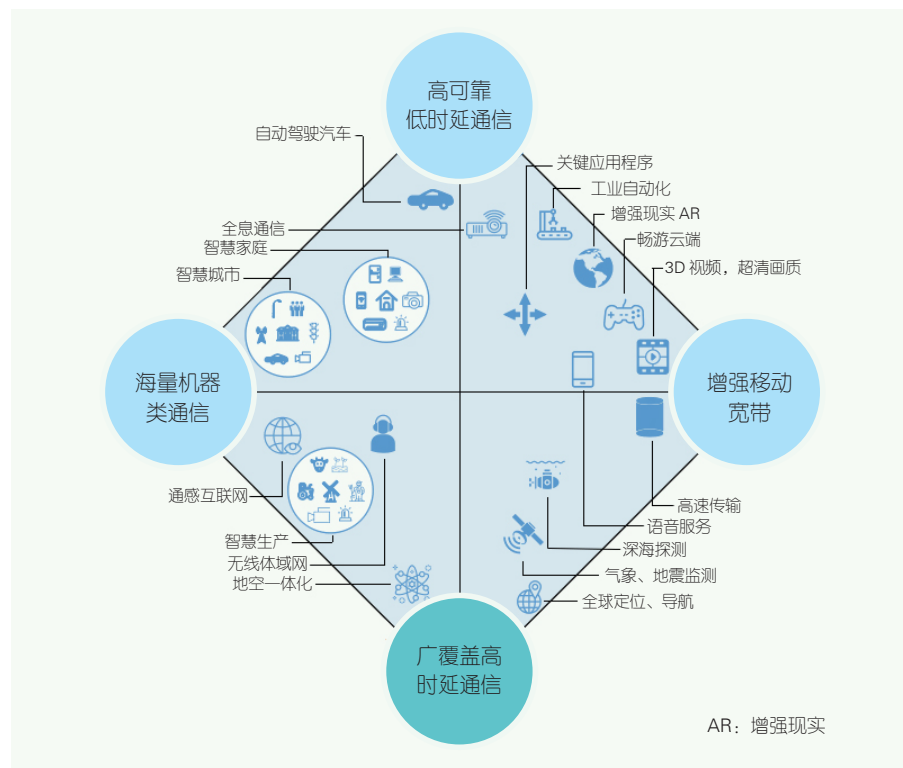 高可靠
低时延通信
自动驾驶汽车
关键应用程序
工业自动化
增强现实 AR
全息通信
畅游云端
智慧家庭
3D 视频，超清画质
智慧城市
海量机器
类通信
增强移动
宽带
通感互联网
高速传输
语音服务
智慧生产
深海探测
无线体域网
气象、地震监测
地空一体化
全球定位、导航
广覆盖高
时延通信
AR：增强现实